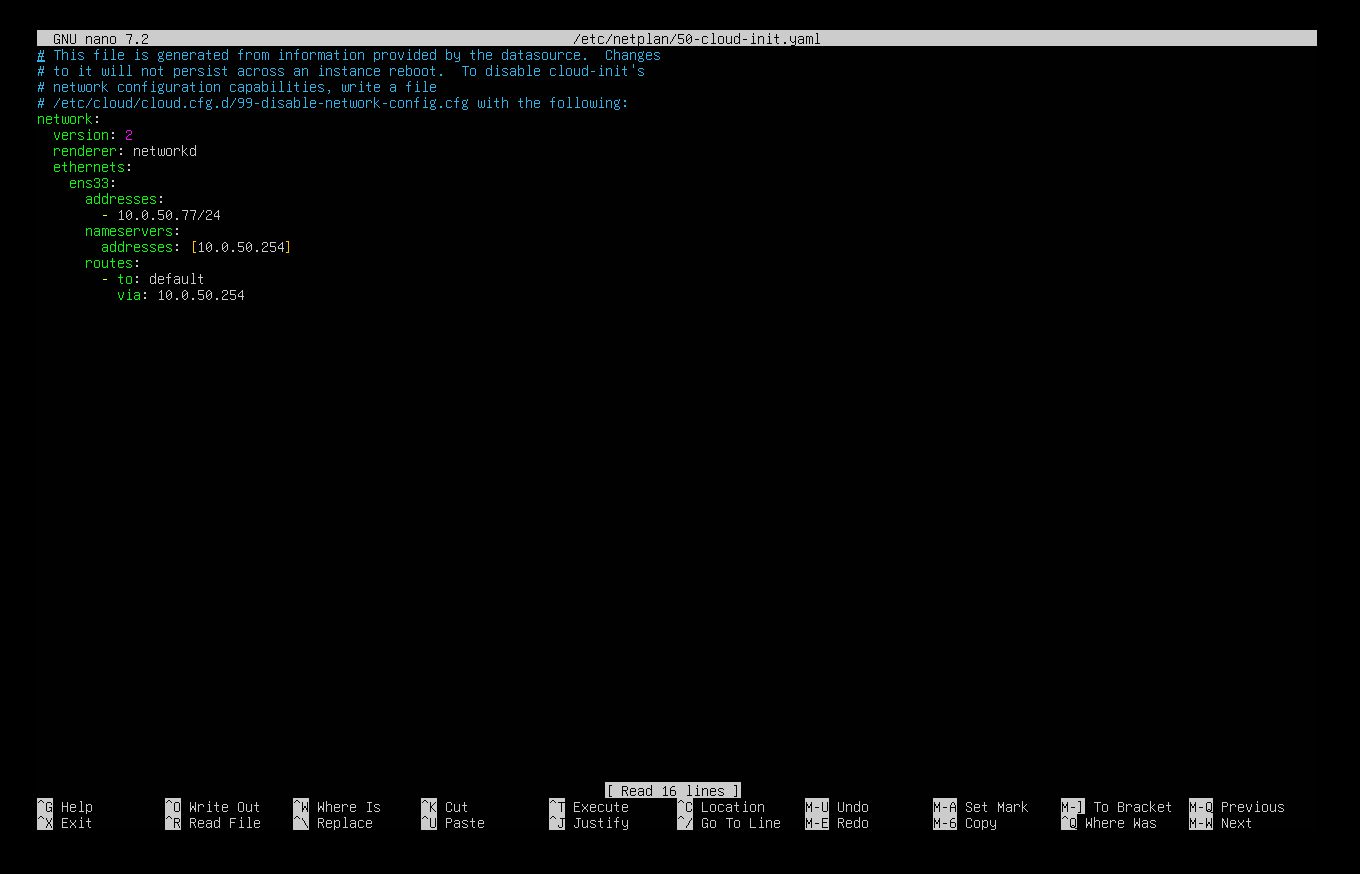 GNU nano 7.2 /etc/netplan/50-cloud-init.yaml
# This file is generated from information provided by the datasource.  Changes
# to it will not persist across an instance reboot.  To disable cloud-init's
# network configuration capabilities, write a file
# /etc/cloud/cloud.cfg.d/99-disable-network-config.cfg with the following:
network:
  version: 2
  renderer: networkd
  ethernets:
    ens33:
      addresses:
        - 10.0.50.77/24
      nameservers:
        addresses: [10.0.50.254]
      routes:
        - to: default
          via: 10.0.50.254
[ Read 16 lines ]
^G Help ^O Write Out ^W Where Is ^K Cut ^T Execute ^C Location M-U Undo M-A Set Mark M-] To Bracket M-Q Previous
^X Exit ^R Read File ^\ Replace ^U Paste ^J Justify ^/ Go To Line M-E Redo M-6 Copy ^Q Where Was M-W Next